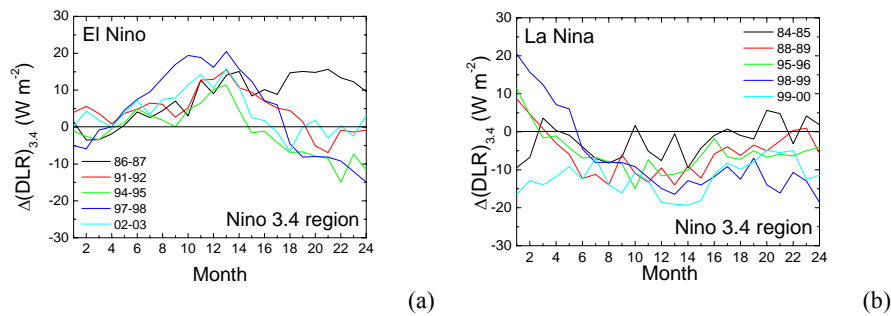 El Nino
Δ(DLR)3.4 (W m-2)
30
20
10
0
-10
-20
-30
86-87
91-92
94-95
97-98
02-03
Nino 3.4 region
2 4 6 8 10 12 14 16 18 20 22 24
Month
(a)
La Nina
Δ(DLR)3.4 (W m-2)
30
20
10
0
-10
-20
-30
84-85
88-89
95-96
98-99
99-00
Nino 3.4 region
2 4 6 8 10 12 14 16 18 20 22 24
Month
(b)